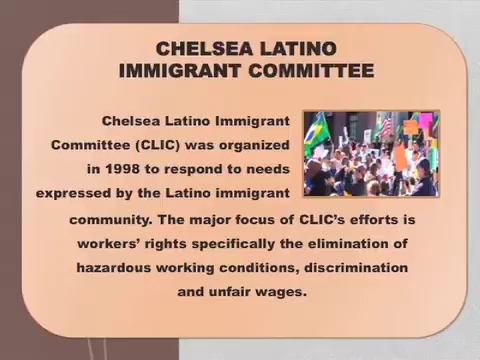 CHELSEA LATINO
IMMIGRANT COMMITTEE
Chelsea Latino Immigrant
Committee (CLIC) was organized
in 1998 to respond to needs
expressed by the Latino immigrant
community. The major focus of CLIC’s efforts is
workers’ rights specifically the elimination of
hazardous working conditions, discrimination
and unfair wages.